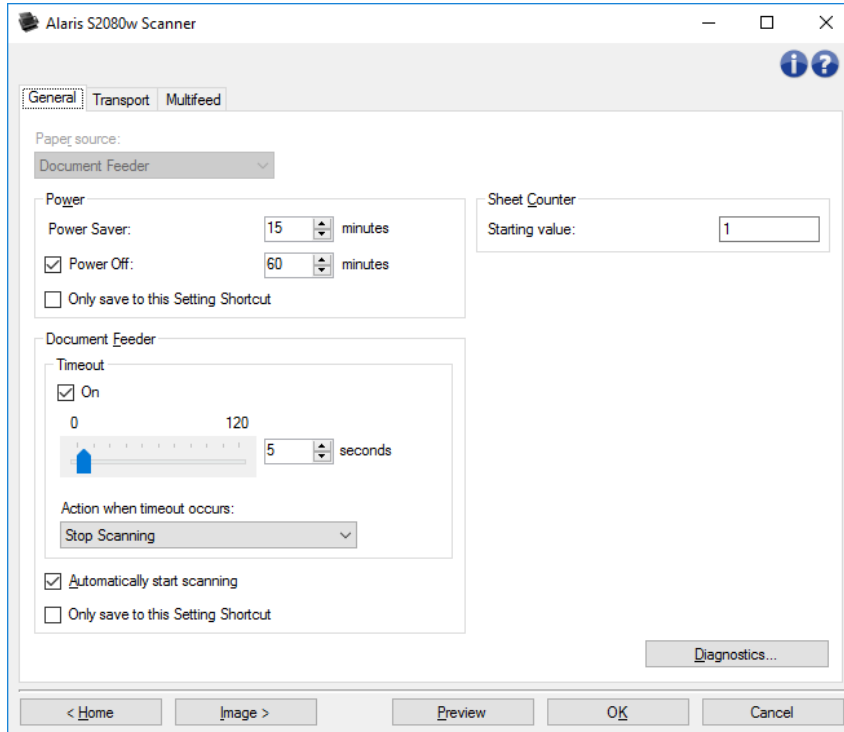 Alaris S2080w Scanner
General Transport Multifeed
Paper source:
Document Feeder
Power
Power Saver: 15 minutes
Power Off: 60 minutes
Only save to this Setting Shortcut
Sheet Counter
Starting value: 1
Document Feeder
Timeout
On
0 120
5 seconds
Action when timeout occurs:
Stop Scanning
Automatically start scanning
Only save to this Setting Shortcut
Diagnostics...
< Home Image > Preview OK Cancel